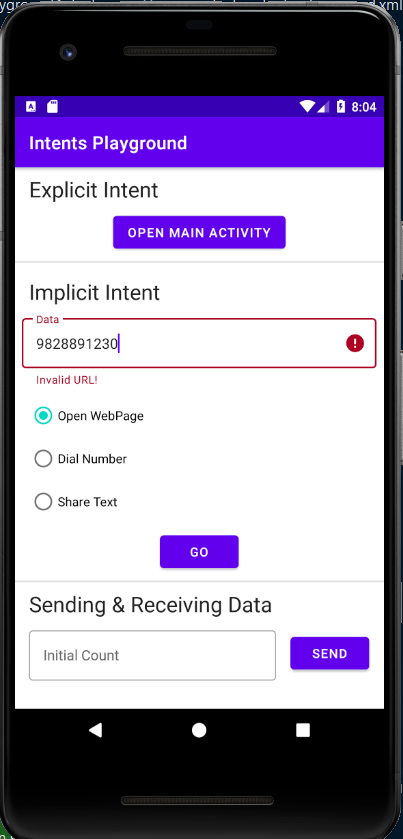 8:04
Intents Playground
Explicit Intent
OPEN MAIN ACTIVITY
Implicit Intent
Data
9828891230
Invalid URL!
Open WebPage
Dial Number
Share Text
GO
Sending & Receiving Data
Initial Count
SEND